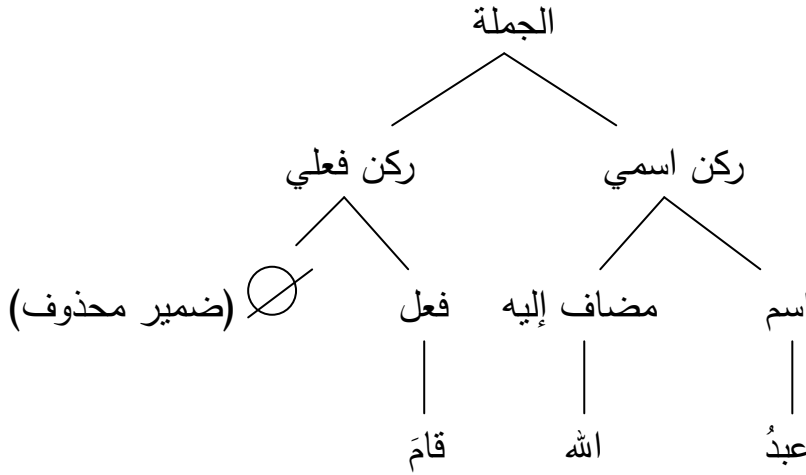 الجملة
ركن اسمي ركن فعلي
اسم مضاف إليه فعل ∅ (ضمير محذوف)
عبدُ الله قامَ